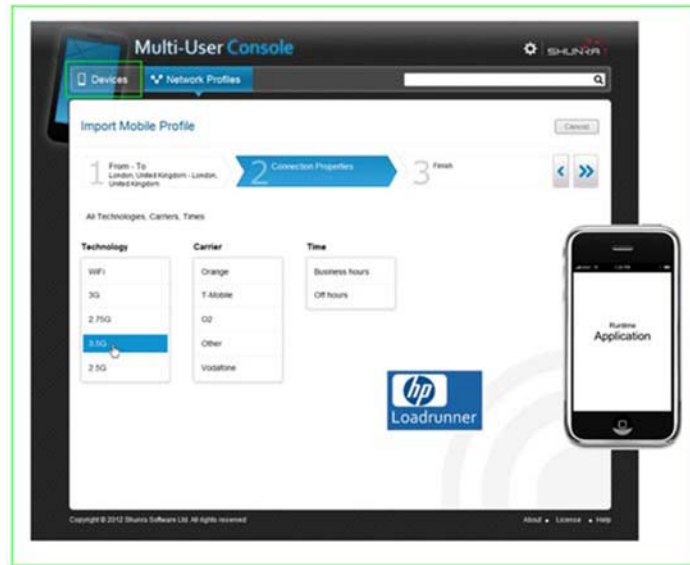 Multi-User Console
SHUNRA
Devices
Network Profiles
Import Mobile Profile
Cancel
1
From - To
London, United Kingdom - London,
United Kingdom
2
Connection Properties
3
Finish
All Technologies, Carriers, Times
Technology
Carrier
Time
WiFi
Orange
Business hours
3G
T-Mobile
Off hours
2.75G
O2
3.5G
Other
2.5G
Vodafone
Runtime
Application
hp
Loadrunner
Copyright © 2012 Shunra Software Ltd. All rights reserved
About
License
Help